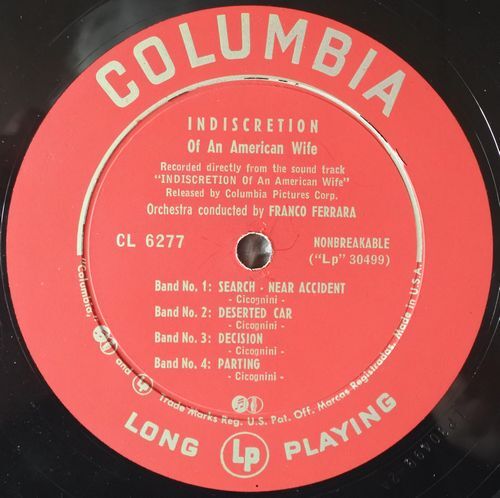 COLUMBIA
INDISCRETION
Of An American Wife
Recorded directly from the sound track
"INDISCRETION Of An American Wife"
Released by Columbia Pictures Corp.
Orchestra conducted by FRANCO FERRARA
CL 6277
NONBREAKABLE
("Lp" 30499)
Band No. 1: SEARCH - NEAR ACCIDENT
- Cicognini -
Band No. 2: DESERTED CAR
- Cicognini -
Band No. 3: DECISION
- Cicognini -
Band No. 4: PARTING
- Cicognini -
"Columbia," and Lp Trade Marks Reg. U.S. Pat. Off. Marcas Registradas. Made in U.S.A.
LONG Lp PLAYING